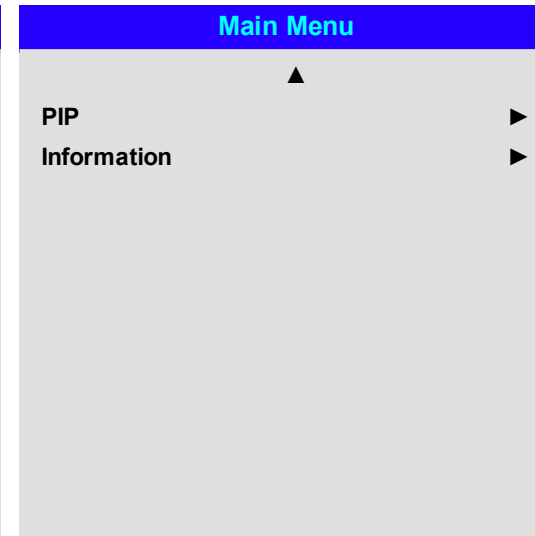 Main Menu
▲
PIP ►
Information ►